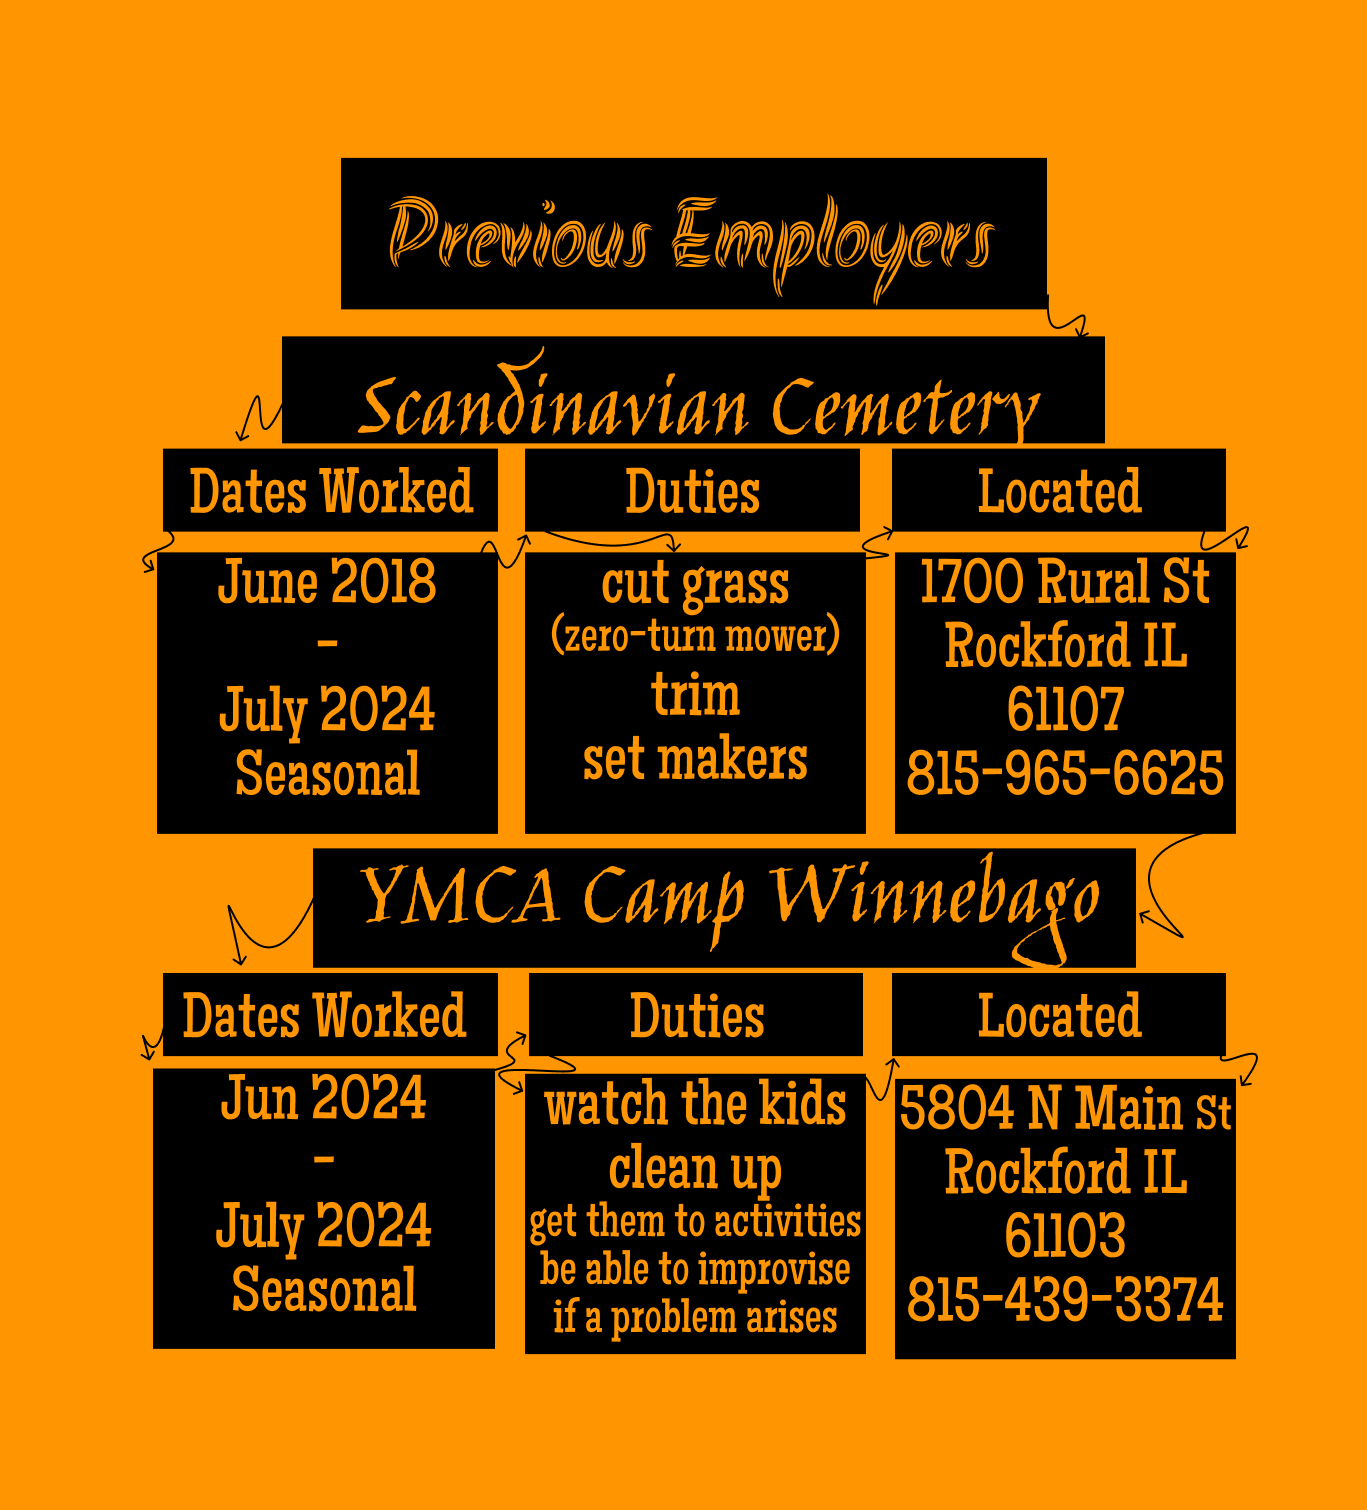 Previous Employers
Scandinavian Cemetery
Dates Worked
Duties
Located
June 2018
-
July 2024
Seasonal
cut grass
(zero-turn mower)
trim
set makers
1700 Rural St
Rockford IL
61107
815-965-6625
YMCA Camp Winnebago
Dates Worked
Duties
Located
Jun 2024
-
July 2024
Seasonal
watch the kids
clean up
get them to activities
be able to improvise
if a problem arises
5804 N Main St
Rockford IL
61103
815-439-3374